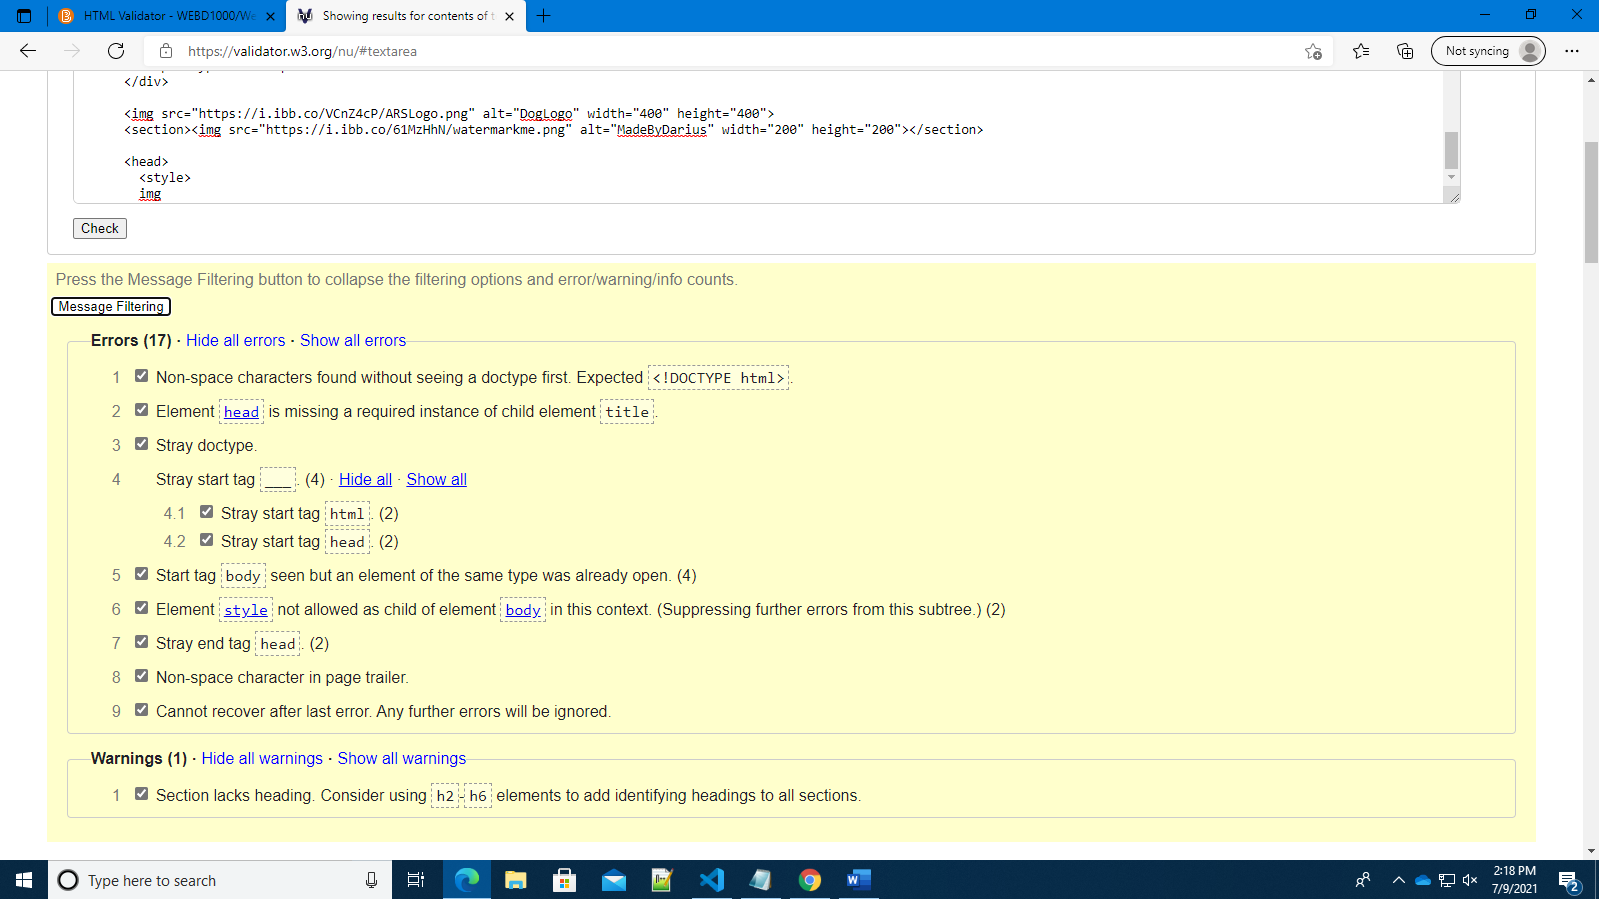 HTML Validator - WEBD1000/We
Showing results for contents of t
https://validator.w3.org/nu/#textarea
Not syncing
</div>
<img src="https://i.ibb.co/VCnZ4cP/ARSLogo.png" alt="DogLogo" width="400" height="400">
<section><img src="https://i.ibb.co/61MzHhN/watermarkme.png" alt="MadeByDarius" width="200" height="200"></section>
<head>
<style>
img
Check
Press the Message Filtering button to collapse the filtering options and error/warning/info counts.
Message Filtering
Errors (17) · Hide all errors · Show all errors
1 Non-space characters found without seeing a doctype first. Expected <!DOCTYPE html>.
2 Element head is missing a required instance of child element title.
3 Stray doctype.
4 Stray start tag ___. (4) · Hide all · Show all
4.1 Stray start tag html. (2)
4.2 Stray start tag head. (2)
5 Start tag body seen but an element of the same type was already open. (4)
6 Element style not allowed as child of element body in this context. (Suppressing further errors from this subtree.) (2)
7 Stray end tag head. (2)
8 Non-space character in page trailer.
9 Cannot recover after last error. Any further errors will be ignored.
Warnings (1) · Hide all warnings · Show all warnings
1 Section lacks heading. Consider using h2-h6 elements to add identifying headings to all sections.
Type here to search
2:18 PM
7/9/2021
2